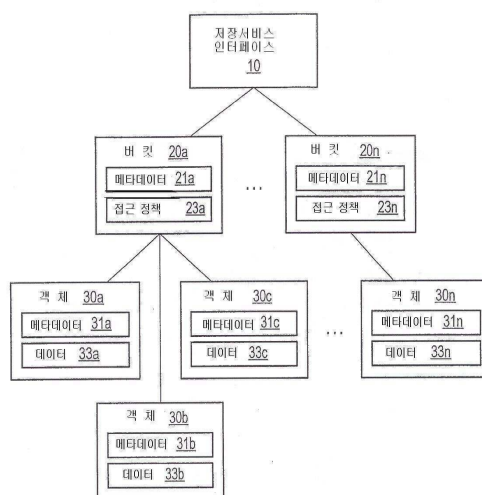 저장서비스
인터페이스
10
버 킷 20a
메타데이터 21a
접근 정책 23a
...
버 킷 20n
메타데이터 21n
접근 정책 23n
객 체 30a
메타데이터 31a
데이터 33a
객 체 30c
메타데이터 31c
데이터 33c
...
객 체 30n
메타데이터 31n
데이터 33n
객 체 30b
메타데이터 31b
데이터 33b